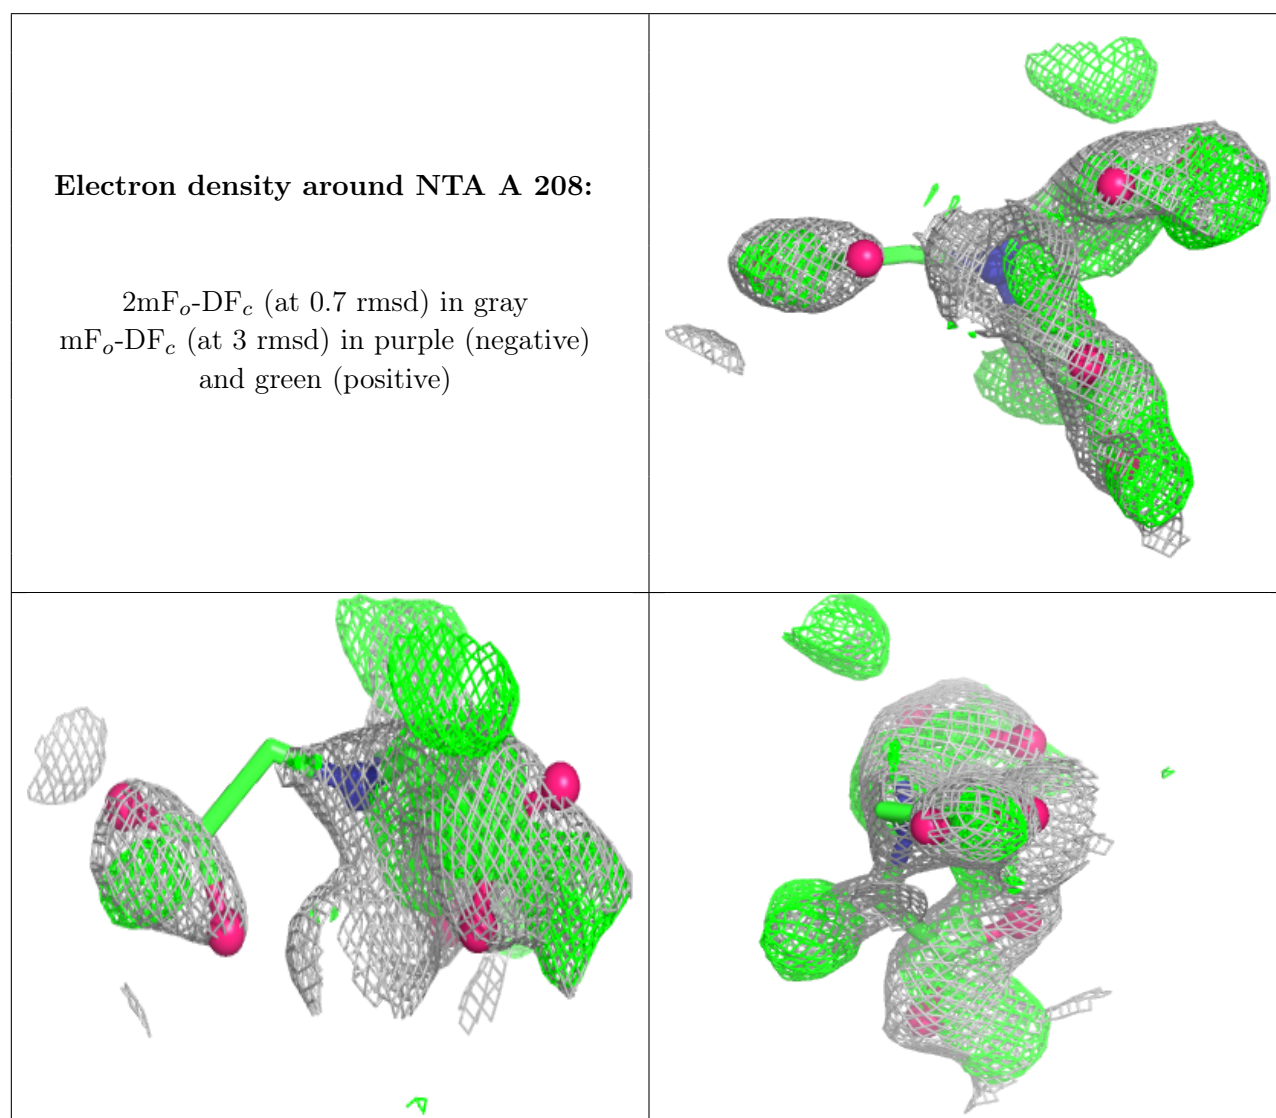 Electron density around NTA A 208:
2mFo-DFc (at 0.7 rmsd) in gray
mFo-DFc (at 3 rmsd) in purple (negative)
and green (positive)